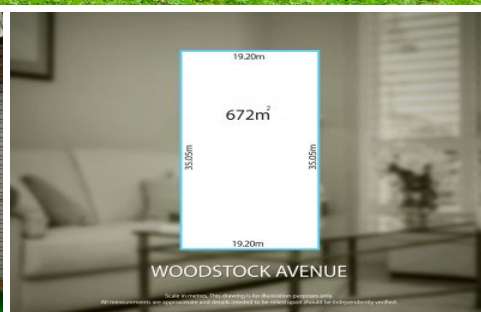 19.20m
672m²
35.05m
35.05m
19.20m
WOODSTOCK AVENUE
Scale in metres. This drawing is for illustration purposes only.
All measurements are approximate and details intended to be relied upon should be independently verified.